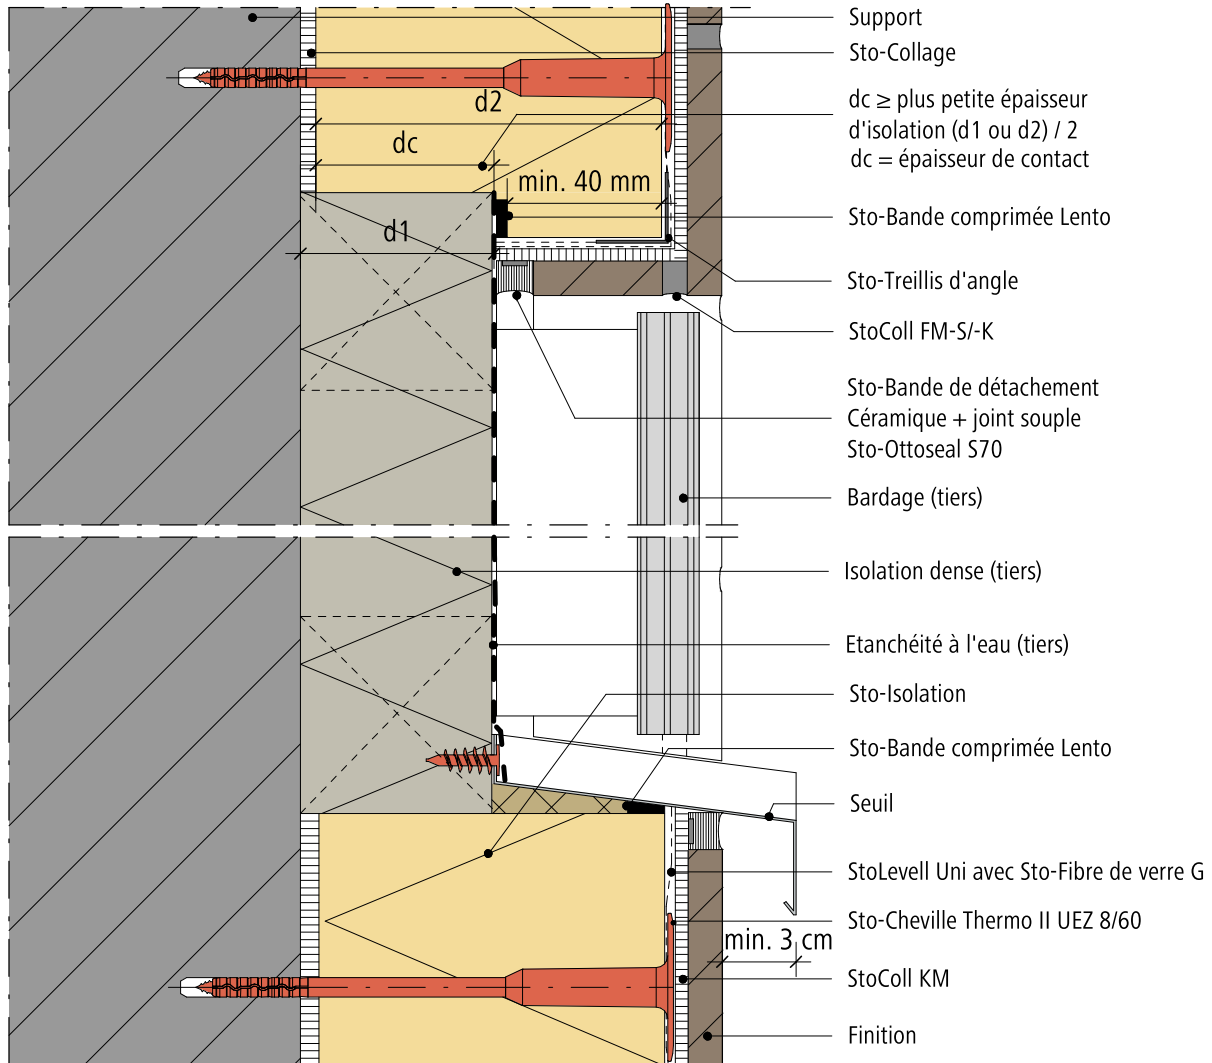 Support
Sto-Collage
d2
dc ≥ plus petite épaisseur
d'isolation (d1 ou d2) / 2
dc = épaisseur de contact
dc
min. 40 mm
Sto-Bande comprimée Lento
d1
Sto-Treillis d'angle
StoColl FM-S/-K
Sto-Bande de détachement
Céramique + joint souple
Sto-Ottoseal S70
Bardage (tiers)
Isolation dense (tiers)
Etanchéité à l'eau (tiers)
Sto-Isolation
Sto-Bande comprimée Lento
Seuil
StoLevell Uni avec Sto-Fibre de verre G
Sto-Cheville Thermo II UEZ 8/60
min. 3 cm
StoColl KM
Finition